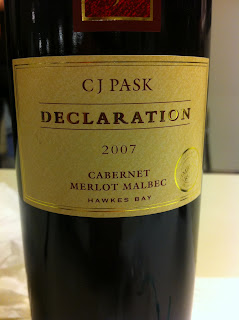 CJ PASK
DECLARATION
2007
CABERNET
MERLOT MALBEC
HAWKES BAY